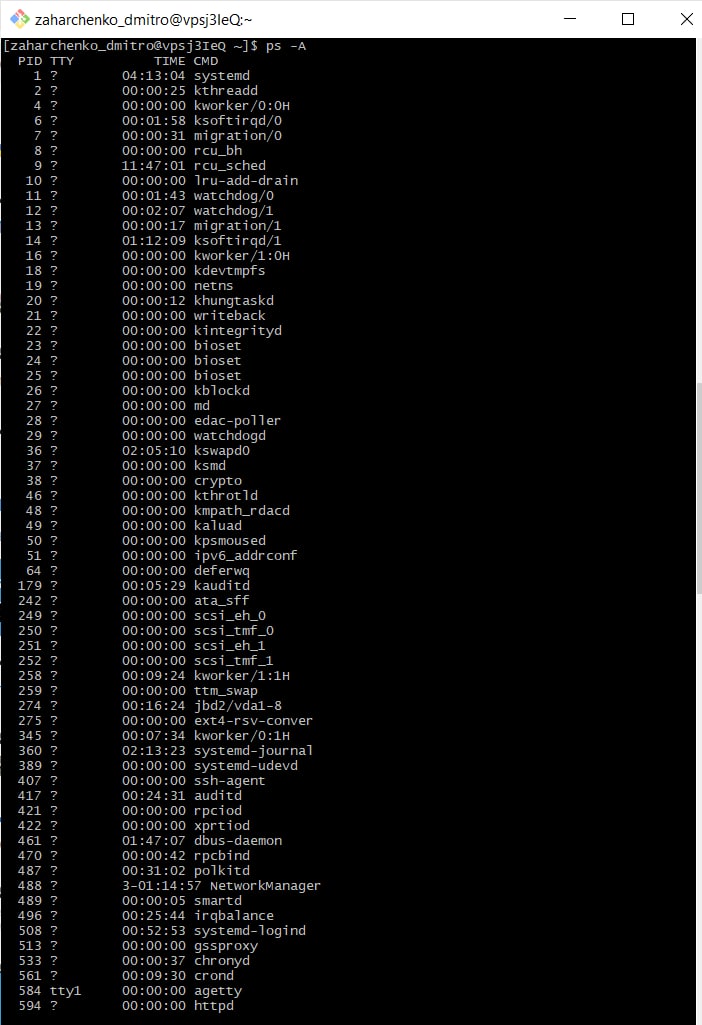 zaharchenko_dmitro@vpsj3IeQ:~
[zaharchenko_dmitro@vpsj3IeQ ~]$ ps -A
PID TTY TIME CMD
1 ? 04:13:04 systemd
2 ? 00:00:25 kthreadd
4 ? 00:00:00 kworker/0:0H
6 ? 00:01:58 ksoftirqd/0
7 ? 00:00:31 migration/0
8 ? 00:00:00 rcu_bh
9 ? 11:47:01 rcu_sched
10 ? 00:00:00 lru-add-drain
11 ? 00:01:43 watchdog/0
12 ? 00:02:07 watchdog/1
13 ? 00:00:17 migration/1
14 ? 01:12:09 ksoftirqd/1
16 ? 00:00:00 kworker/1:0H
18 ? 00:00:00 kdevtmpfs
19 ? 00:00:00 netns
20 ? 00:00:12 khungtaskd
21 ? 00:00:00 writeback
22 ? 00:00:00 kintegrityd
23 ? 00:00:00 bioset
24 ? 00:00:00 bioset
25 ? 00:00:00 bioset
26 ? 00:00:00 kblockd
27 ? 00:00:00 md
28 ? 00:00:00 edac-poller
29 ? 00:00:00 watchdogd
36 ? 02:05:10 kswapd0
37 ? 00:00:00 ksmd
38 ? 00:00:00 crypto
46 ? 00:00:00 kthrotld
48 ? 00:00:00 kmpath_rdacd
49 ? 00:00:00 kaluad
50 ? 00:00:00 kpsmoused
51 ? 00:00:00 ipv6_addrconf
64 ? 00:00:00 deferwq
179 ? 00:05:29 kauditd
242 ? 00:00:00 ata_sff
249 ? 00:00:00 scsi_eh_0
250 ? 00:00:00 scsi_tmf_0
251 ? 00:00:00 scsi_eh_1
252 ? 00:00:00 scsi_tmf_1
258 ? 00:09:24 kworker/1:1H
259 ? 00:00:00 ttm_swap
274 ? 00:16:24 jbd2/vda1-8
275 ? 00:00:00 ext4-rsv-conver
345 ? 00:07:34 kworker/0:1H
360 ? 02:13:23 systemd-journal
389 ? 00:00:00 systemd-udevd
407 ? 00:00:00 ssh-agent
417 ? 00:24:31 auditd
421 ? 00:00:00 rpciod
422 ? 00:00:00 xprtiod
461 ? 01:47:07 dbus-daemon
470 ? 00:00:42 rpcbind
487 ? 00:31:02 polkitd
488 ? 3-01:14:57 NetworkManager
489 ? 00:00:05 smartd
496 ? 00:25:44 irqbalance
508 ? 00:52:53 systemd-logind
513 ? 00:00:00 gssproxy
533 ? 00:00:37 chronyd
561 ? 00:09:30 crond
584 tty1 00:00:00 agetty
594 ? 00:00:00 httpd